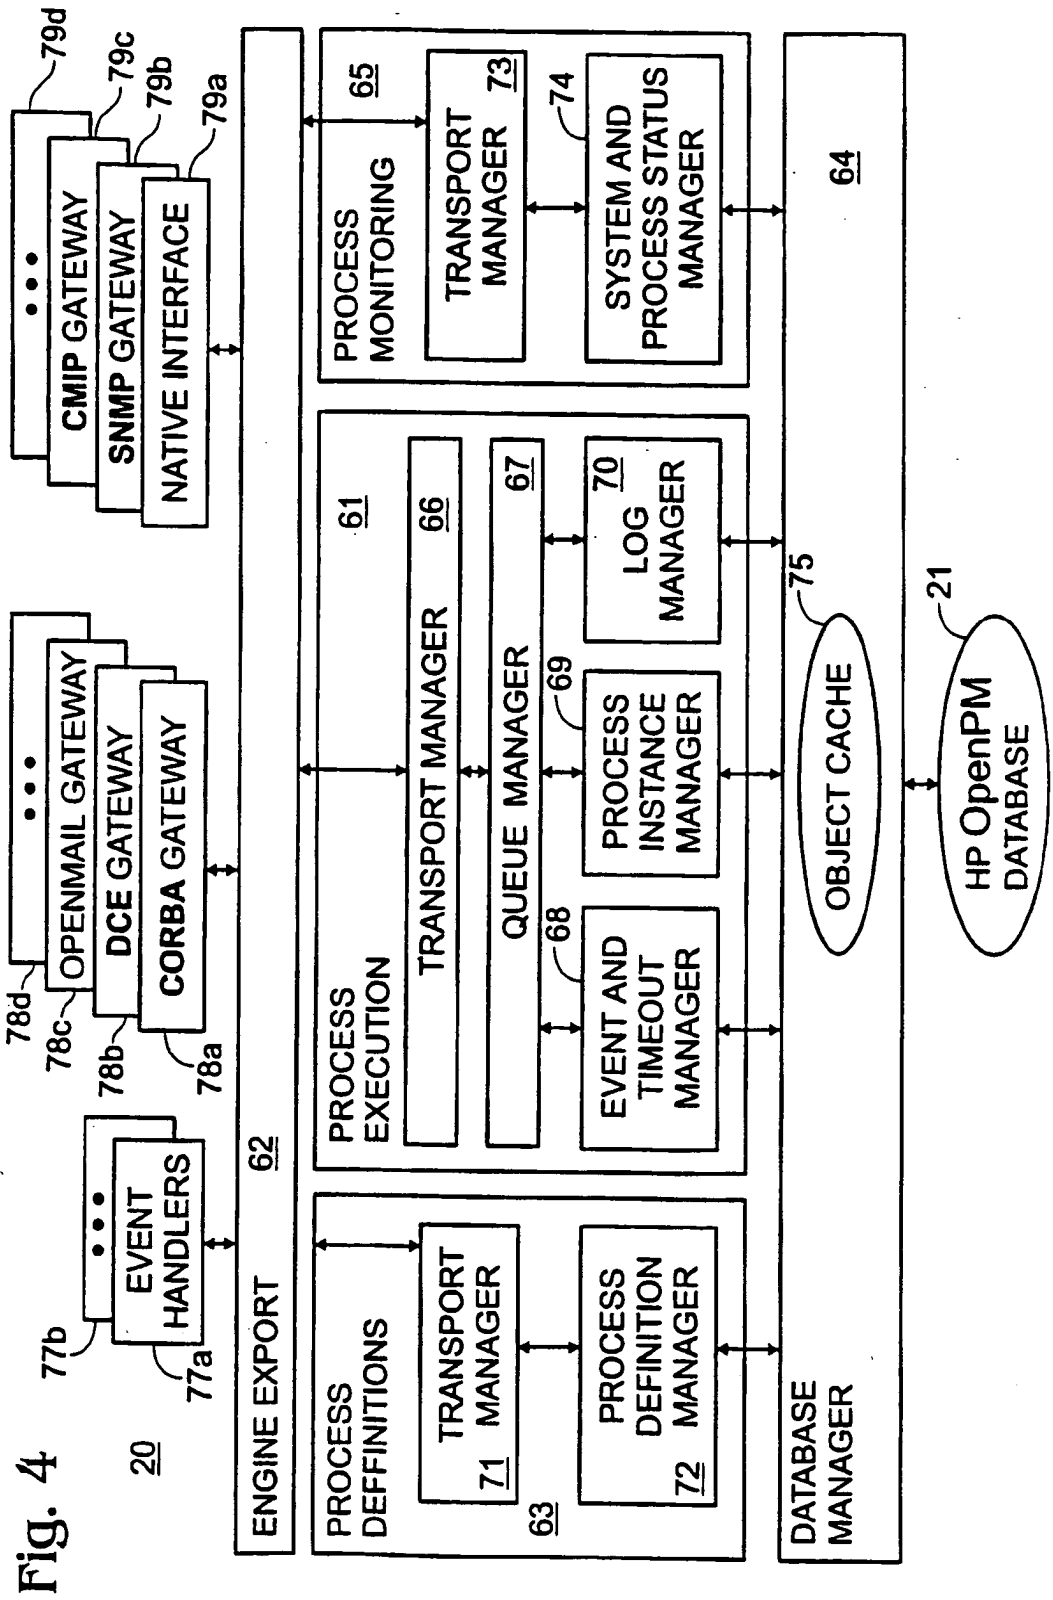 Fig. 4
20
77b
77a
EVENT
HANDLERS
78d
78c
78b
78a
OPENMAIL GATEWAY
DCE GATEWAY
CORBA GATEWAY
79d
79c
79b
79a
CMIP GATEWAY
SNMP GATEWAY
NATIVE INTERFACE
ENGINE EXPORT
62
PROCESS
DEFFINITIONS
63
TRANSPORT
MANAGER
71
PROCESS
DEFINITION
MANAGER
72
PROCESS
EXECUTION
61
TRANSPORT MANAGER
66
QUEUE MANAGER
67
68
EVENT AND
TIMEOUT
MANAGER
69
PROCESS
INSTANCE
MANAGER
70
LOG
MANAGER
PROCESS
MONITORING
65
TRANSPORT
MANAGER
73
74
SYSTEM AND
PROCESS STATUS
MANAGER
DATABASE
MANAGER
64
75
OBJECT CACHE
21
HP OpenPM
DATABASE